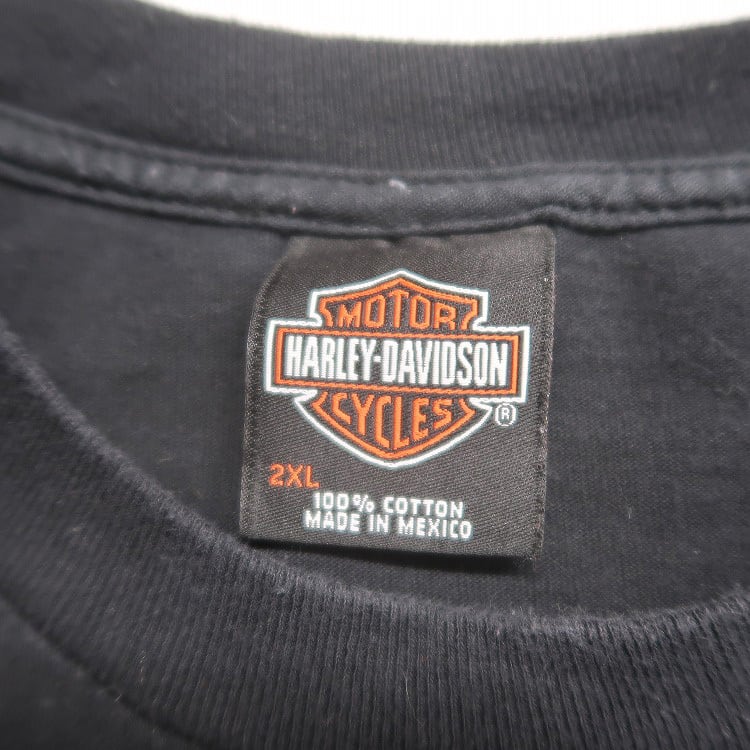 MOTOR
HARLEY-DAVIDSON
CYCLES
®
2XL
100% COTTON
MADE IN MEXICO